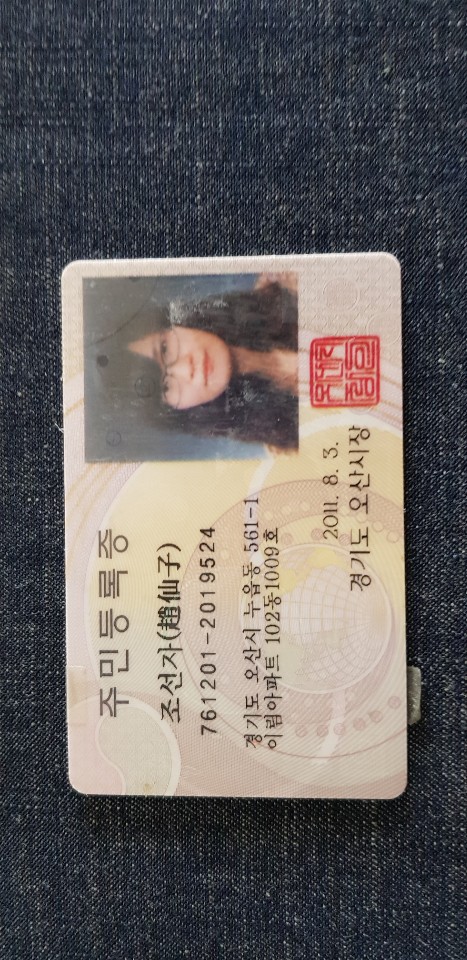 주민등록증
조선자(趙仙子)
761201-2019524
경기도 오산시 누읍동 561-1
이림아파트 102동1009호
2011. 8. 3.
경기도 오산시장